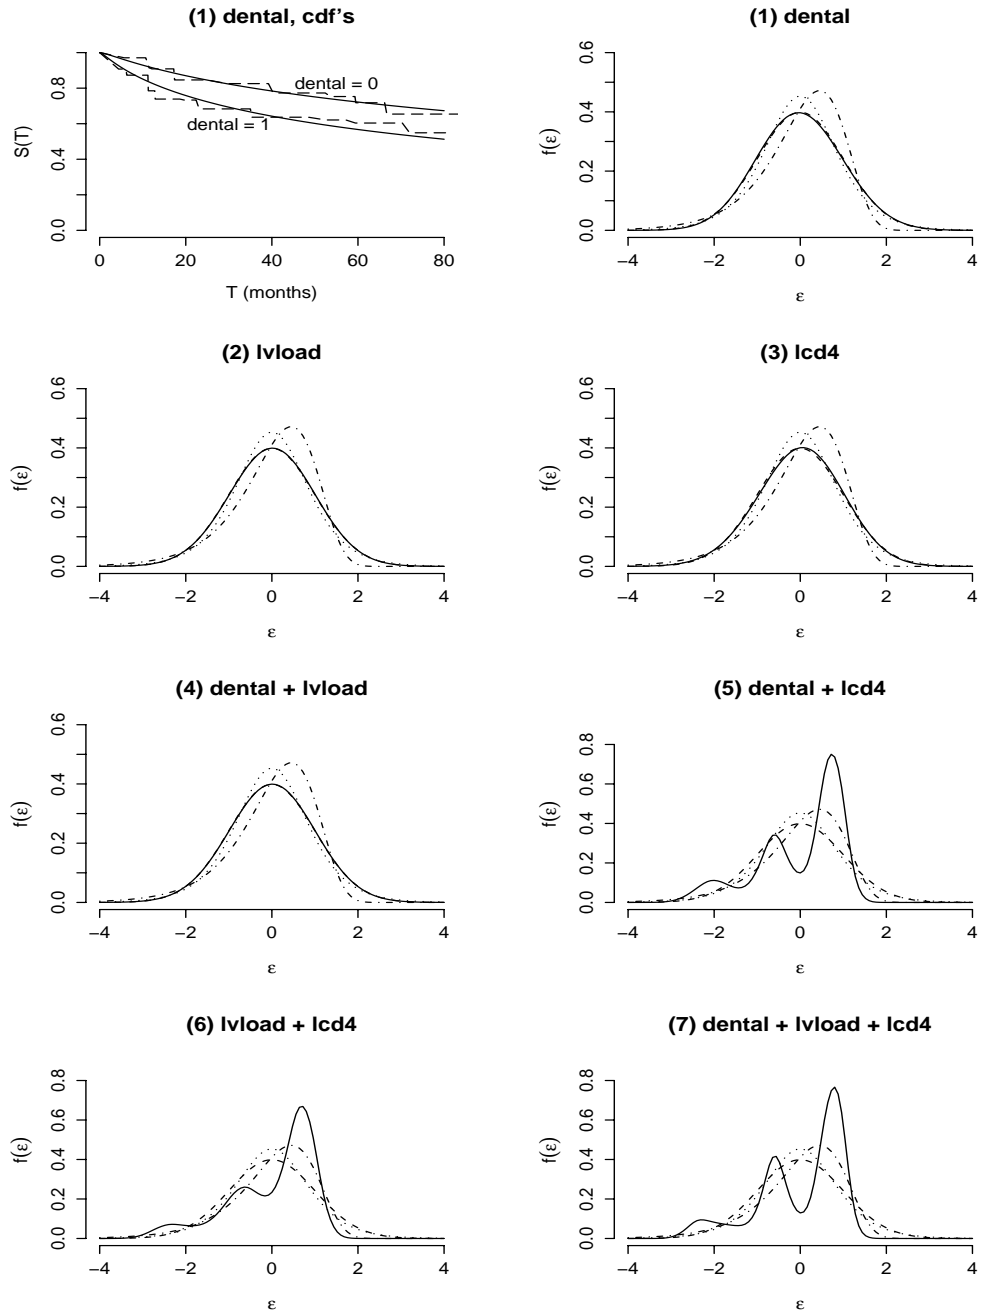 (1) dental, cdf's
S(T)
0.0 0.4 0.8
dental = 0
dental = 1
0 20 40 60 80
T (months)
(1) dental
f(ε)
0.0 0.2 0.4 0.6
−4 −2 0 2 4
ε
(2) lvload
f(ε)
0.0 0.2 0.4 0.6
−4 −2 0 2 4
ε
(3) lcd4
f(ε)
0.0 0.2 0.4 0.6
−4 −2 0 2 4
ε
(4) dental + lvload
f(ε)
0.0 0.2 0.4 0.6
−4 −2 0 2 4
ε
(5) dental + lcd4
f(ε)
0.0 0.2 0.4 0.6 0.8
−4 −2 0 2 4
ε
(6) lvload + lcd4
f(ε)
0.0 0.2 0.4 0.6 0.8
−4 −2 0 2 4
ε
(7) dental + lvload + lcd4
f(ε)
0.0 0.2 0.4 0.6 0.8
−4 −2 0 2 4
ε